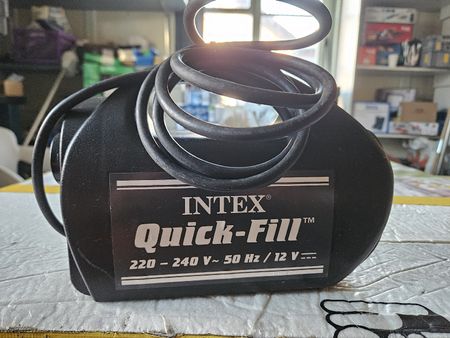 INTEX®
Quick-Fill™
220 - 240 V~ 50 Hz / 12 V ⎓